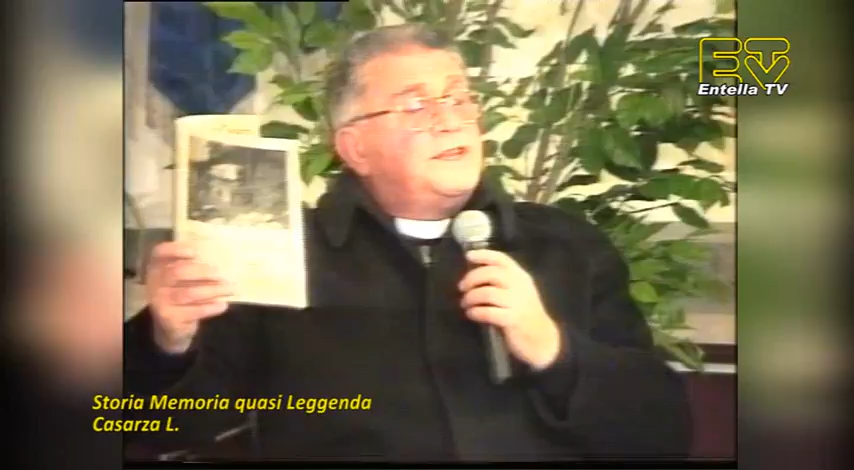 ETV
Entella TV
Storia Memoria quasi Leggenda
Casarza L.